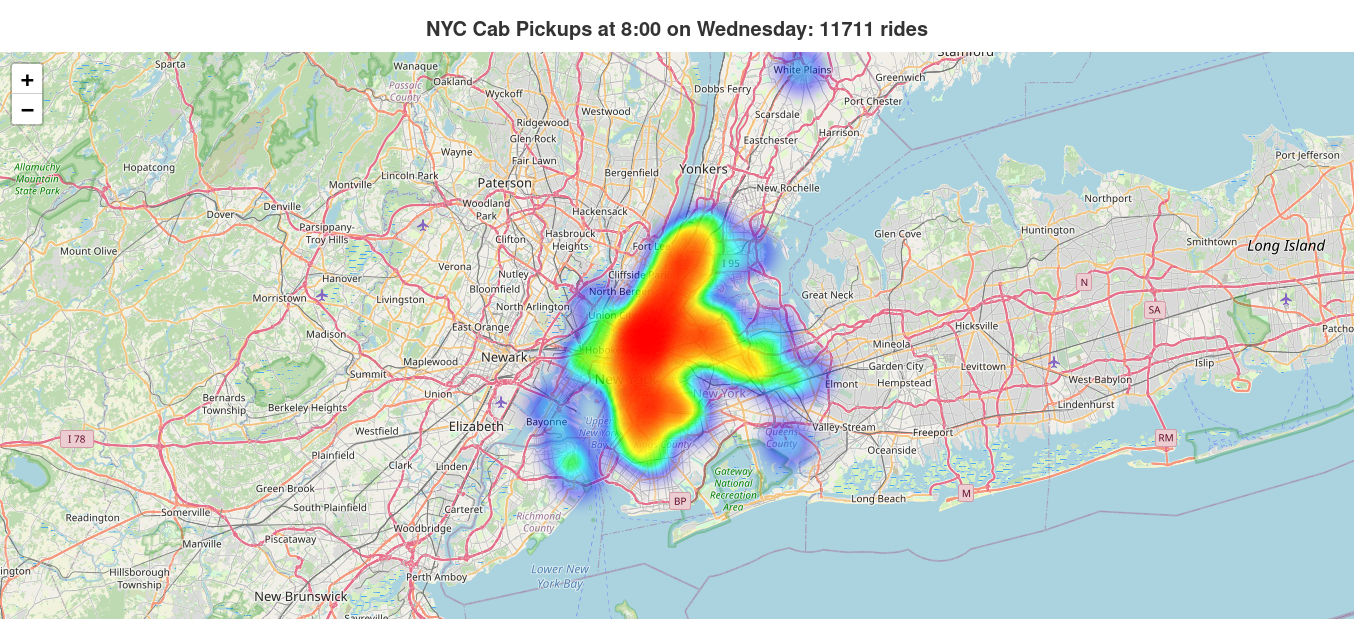 NYC Cab Pickups at 8:00 on Wednesday: 11711 rides
+
−
Sparta
Wanaque
Oakland
Passaic
County
Wyckoff
Westwood
Dobbs Ferry
White Plains
Stamford
Greenwich
Port Chester
Scarsdale
Harrison
Eastchester
Ridgewood
Glen Rock
Fair Lawn
Wayne
Lincoln Park
Bergenfield
Yonkers
New Rochelle
Port Jefferson
Hopatcong
Allamuchy
Mountain
State Park
Montville
Paterson
Woodland
Park
Hackensack
Northport
Denville
Dover
Parsippany-
Troy Hills
Clifton
Hasbrouck
Heights
Fort Lee
I 95
Glen Cove
Huntington
Smithtown
Long Island
Mount Olive
Hanover
Verona
Nutley
Bloomfield
Cliffside Park
North Bergen
Great Neck
N
SA
Morristown
Livingston
North Arlington
Union City
Madison
East Orange
Hicksville
Patcho
Mineola
Maplewood
Newark
Hoboken
Garden City
Levittown
Islip
Summit
New York
Elmont
Hempstead
West Babylon
Bernards
Township
Berkeley Heights
Union
New York
Lindenhurst
Bayonne
Upper
New York
Bay
I 78
Westfield
Elizabeth
County
Queens
County
Valley Stream
Freeport
RM
Plainfield
Clark
Linden
Oceanside
Gateway
National
Recreation
Area
Green Brook
Long Beach
M
BP
Readington
Somerville
South Plainfield
Carteret
Richmond
County
Woodbridge
Manville
Piscataway
ington
Hillsborough
Township
Perth Amboy
Lower New
York Bay
New Brunswick
Sayreville